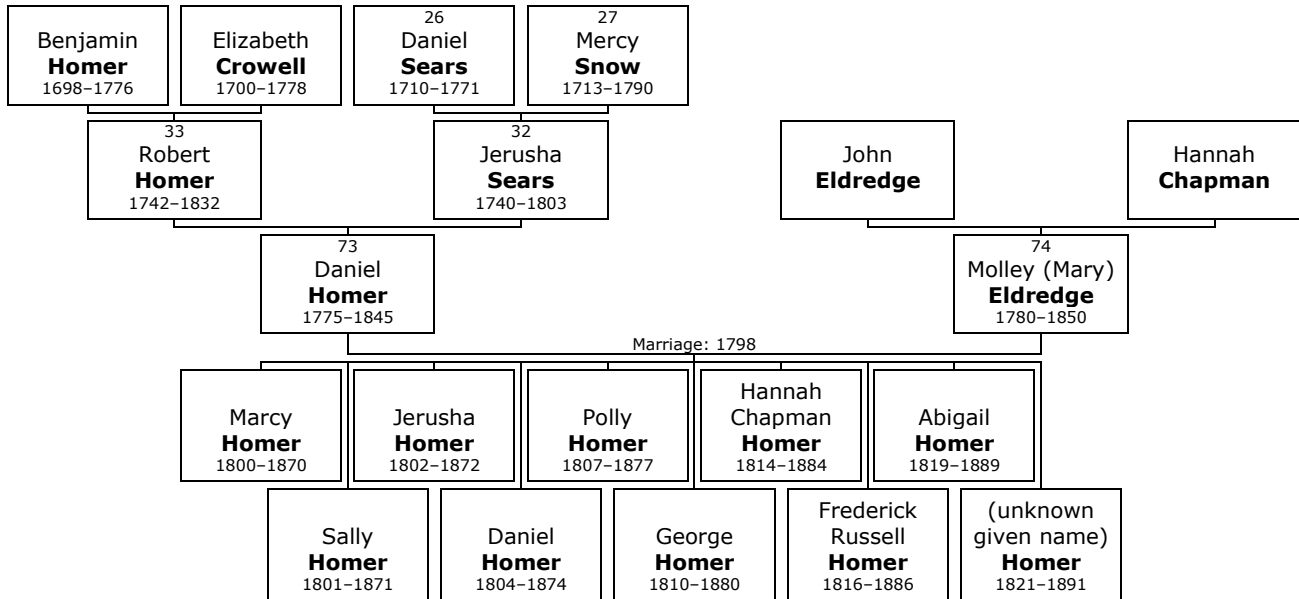 Benjamin
Homer
1698–1776
Elizabeth
Crowell
1700–1778
26
Daniel
Sears
1710–1771
27
Mercy
Snow
1713–1790
33
Robert
Homer
1742–1832
32
Jerusha
Sears
1740–1803
John
Eldredge
Hannah
Chapman
73
Daniel
Homer
1775–1845
74
Molley (Mary)
Eldredge
1780–1850
Marriage: 1798
Marcy
Homer
1800–1870
Jerusha
Homer
1802–1872
Polly
Homer
1807–1877
Hannah
Chapman
Homer
1814–1884
Abigail
Homer
1819–1889
Sally
Homer
1801–1871
Daniel
Homer
1804–1874
George
Homer
1810–1880
Frederick
Russell
Homer
1816–1886
(unknown
given name)
Homer
1821–1891